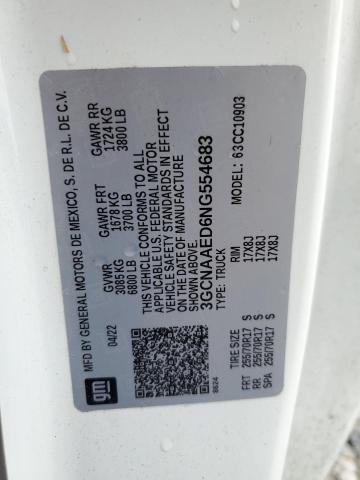 MFD BY GENERAL MOTORS DE MEXICO, S. DE R.L. DE C.V.
04/22
GVWR GAWR FRT GAWR RR
3085 KG 1678 KG 1724 KG
6800 LB 3700 LB 3800 LB
THIS VEHICLE CONFORMS TO ALL
APPLICABLE U.S. FEDERAL MOTOR
VEHICLE SAFETY STANDARDS IN EFFECT
ON THE DATE OF MANUFACTURE
SHOWN ABOVE.
3GCNAAED6NG554683
TYPE: TRUCK MODEL: 63CC10903
gm
8624
TIRE SIZE RIM
FRT 255/70R17 S 17X8J
RR 255/70R17 S 17X8J
SPA 255/70R17 S 17X8J